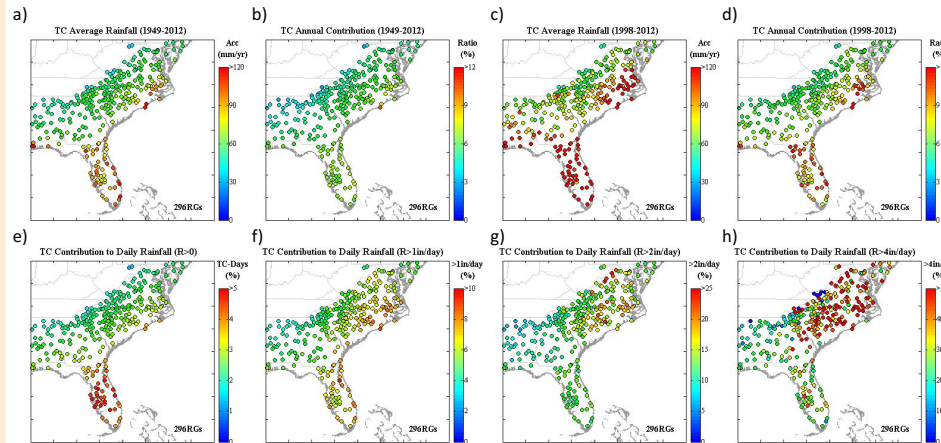 a)
TC Average Rainfall (1949-2012)
Acc
(mm/yr)
>120
90
60
30
0
296RGs
b)
TC Annual Contribution (1949-2012)
Ratio
(%)
>12
9
6
3
0
296RGs
c)
TC Average Rainfall (1998-2012)
Acc
(mm/yr)
>120
90
60
30
0
296RGs
d)
TC Annual Contribution (1998-2012)
(%)
>
9
6
3
0
296RGs
e)
TC Contribution to Daily Rainfall (R>0)
TC-Days
(%)
>5
4
3
2
1
0
296RGs
f)
TC Contribution to Daily Rainfall (R>1in/day)
>1in/day
(%)
>10
8
6
4
2
0
296RGs
g)
TC Contribution to Daily Rainfall (R>2in/day)
>2in/day
(%)
>25
20
15
10
5
0
296RGs
h)
TC Contribution to Daily Rainfall (R>4in/day)
(%)
296RGs